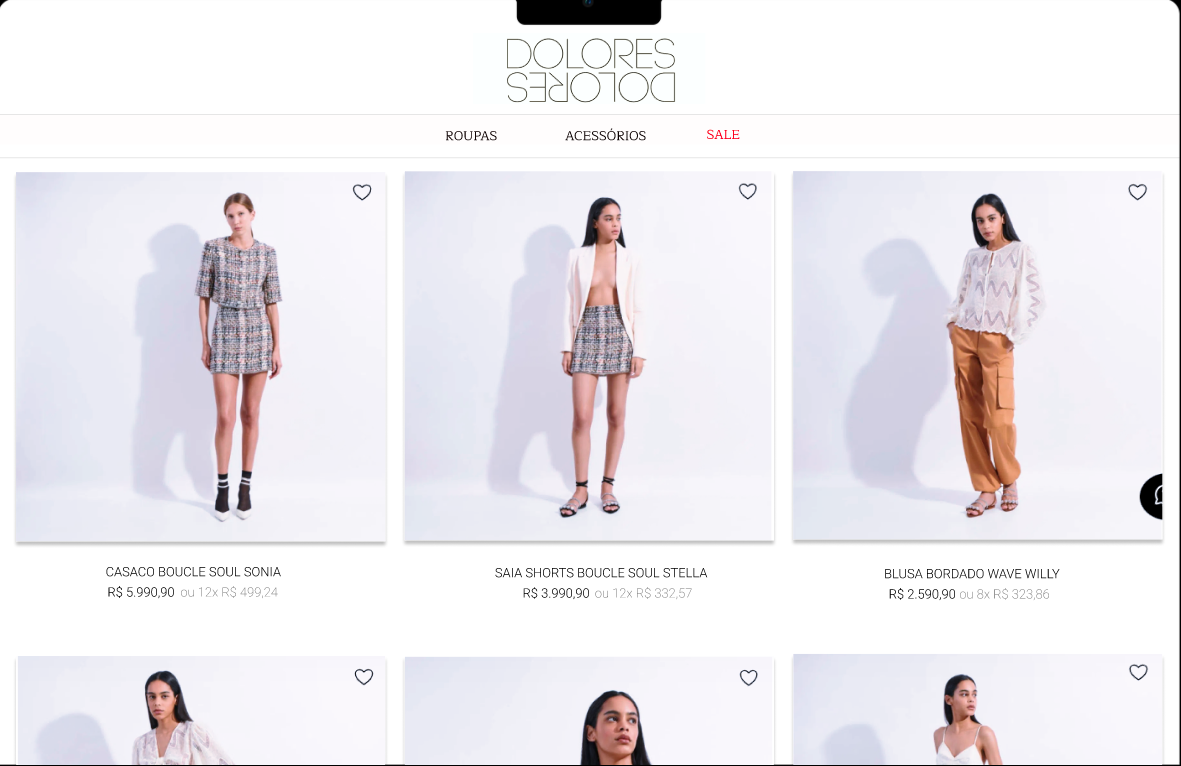 DOLORES
DOLORES
ROUPAS ACESSÓRIOS SALE
CASACO BOUCLE SOUL SONIA
R$ 5.990,90 ou 12x R$ 499,24
SAIA SHORTS BOUCLE SOUL STELLA
R$ 3.990,90 ou 12x R$ 332,57
BLUSA BORDADO WAVE WILLY
R$ 2.590,90 ou 8x R$ 323,86